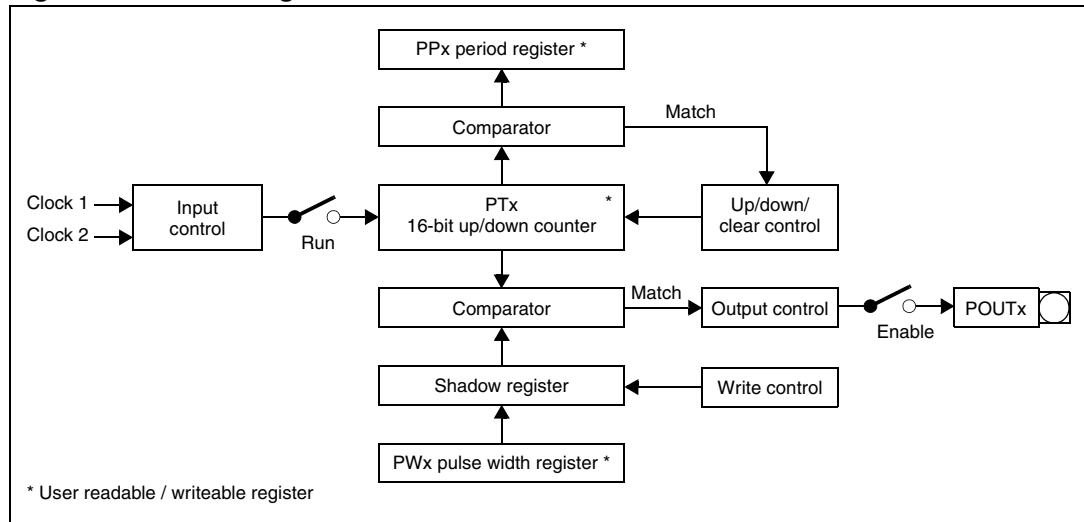 PPx period register *
Comparator
Match
Clock 1
Clock 2
Input
control
Run
PTx *
16-bit up/down counter
Up/down/
clear control
Comparator
Match
Output control
Enable
POUTx
Shadow register
Write control
PWx pulse width register *
* User readable / writeable register